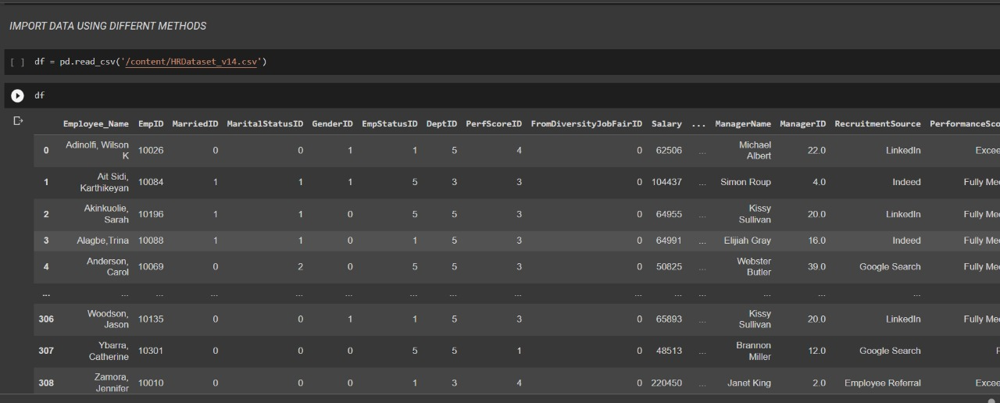 IMPORT DATA USING DIFFERNT METHODS
[ ] df = pd.read_csv('/content/HRDataset_v14.csv')
df
Employee_Name EmpID MarriedID MaritalStatusID GenderID EmpStatusID DeptID PerfScoreID FromDiversityJobFairID Salary ... ManagerName ManagerID RecruitmentSource PerformanceSco
0 Adinolfi, Wilson K 10026 0 0 1 1 5 4 0 62506 ... Michael Albert 22.0 LinkedIn Excee
1 Ait Sidi, Karthikeyan 10084 1 1 1 5 3 3 0 104437 ... Simon Roup 4.0 Indeed Fully Mee
2 Akinkuolie, Sarah 10196 1 1 0 5 5 3 0 64955 ... Kissy Sullivan 20.0 LinkedIn Fully Mee
3 Alagbe,Trina 10088 1 1 0 1 5 3 0 64991 ... Elijiah Gray 16.0 Indeed Fully Mee
4 Anderson, Carol 10069 0 2 0 5 5 3 0 50825 ... Webster Butler 39.0 Google Search Fully Mee
... ... ... ... ... ... ... ... ... ... ... ... ... ...
306 Woodson, Jason 10135 0 0 1 1 5 3 0 65893 ... Kissy Sullivan 20.0 LinkedIn Fully Mee
307 Ybarra, Catherine 10301 0 0 0 5 5 1 0 48513 ... Brannon Miller 12.0 Google Search P
308 Zamora, Jennifer 10010 0 0 0 1 3 4 0 220450 ... Janet King 2.0 Employee Referral Excee